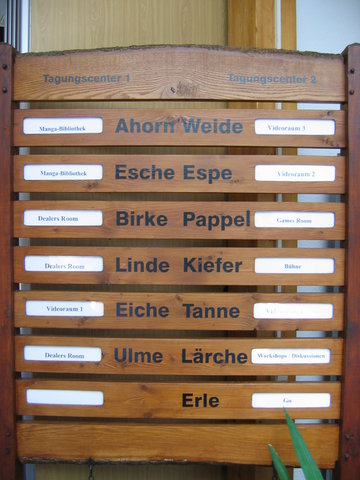 Tagungscenter 1 Tagungscenter 2
Manga-Bibliothek Ahorn Weide Videoraum 3
Manga-Bibliothek Esche Espe Videoraum 2
Dealers Room Birke Pappel Games Room
Dealers Room Linde Kiefer Bühne
Videoraum 1 Eiche Tanne
Dealers Room Ulme Lärche Workshops / Diskussionen
Erle Go